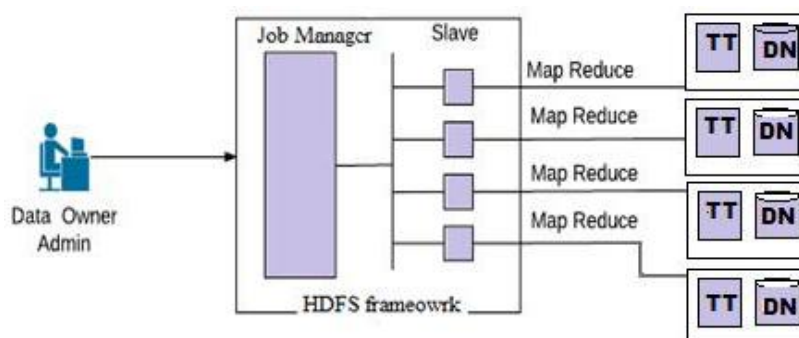 Job Manager
Slave
Map Reduce
TT DN
Map Reduce
TT DN
Map Reduce
TT DN
Map Reduce
TT DN
Data Owner
Admin
HDFS frameowrk